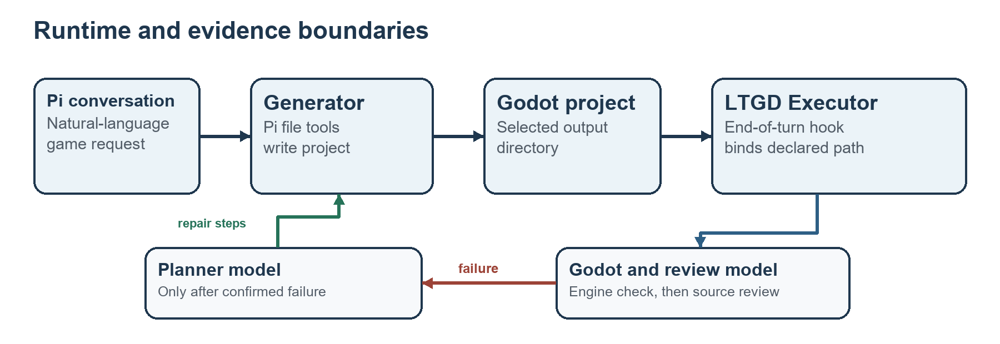 Runtime and evidence boundaries
Pi conversation
Natural-language
game request
Generator
Pi file tools
write project
Godot project
Selected output
directory
LTGD Executor
End-of-turn hook
binds declared path
repair steps
Planner model
Only after confirmed failure
failure
Godot and review model
Engine check, then source review